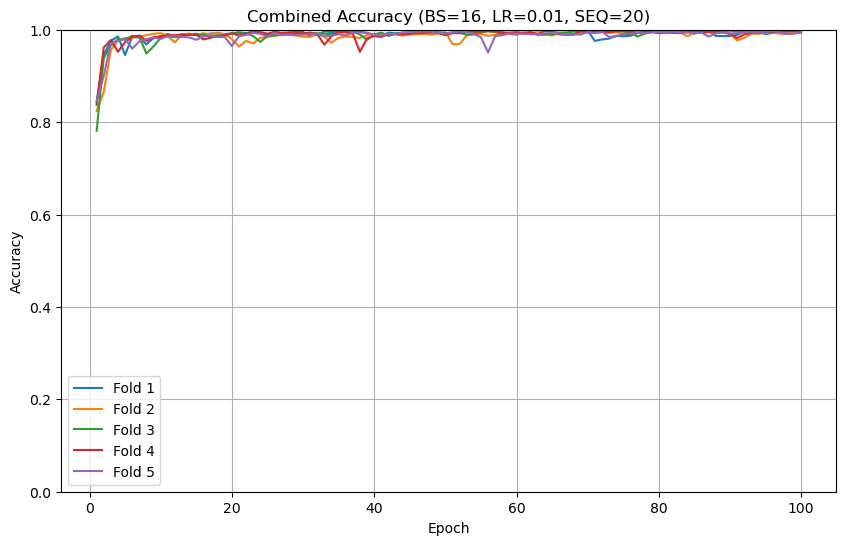 Combined Accuracy (BS=16, LR=0.01, SEQ=20)
1.0
0.8
0.6
0.4
0.2
0.0
Accuracy
Fold 1
Fold 2
Fold 3
Fold 4
Fold 5
0 20 40 60 80 100
Epoch